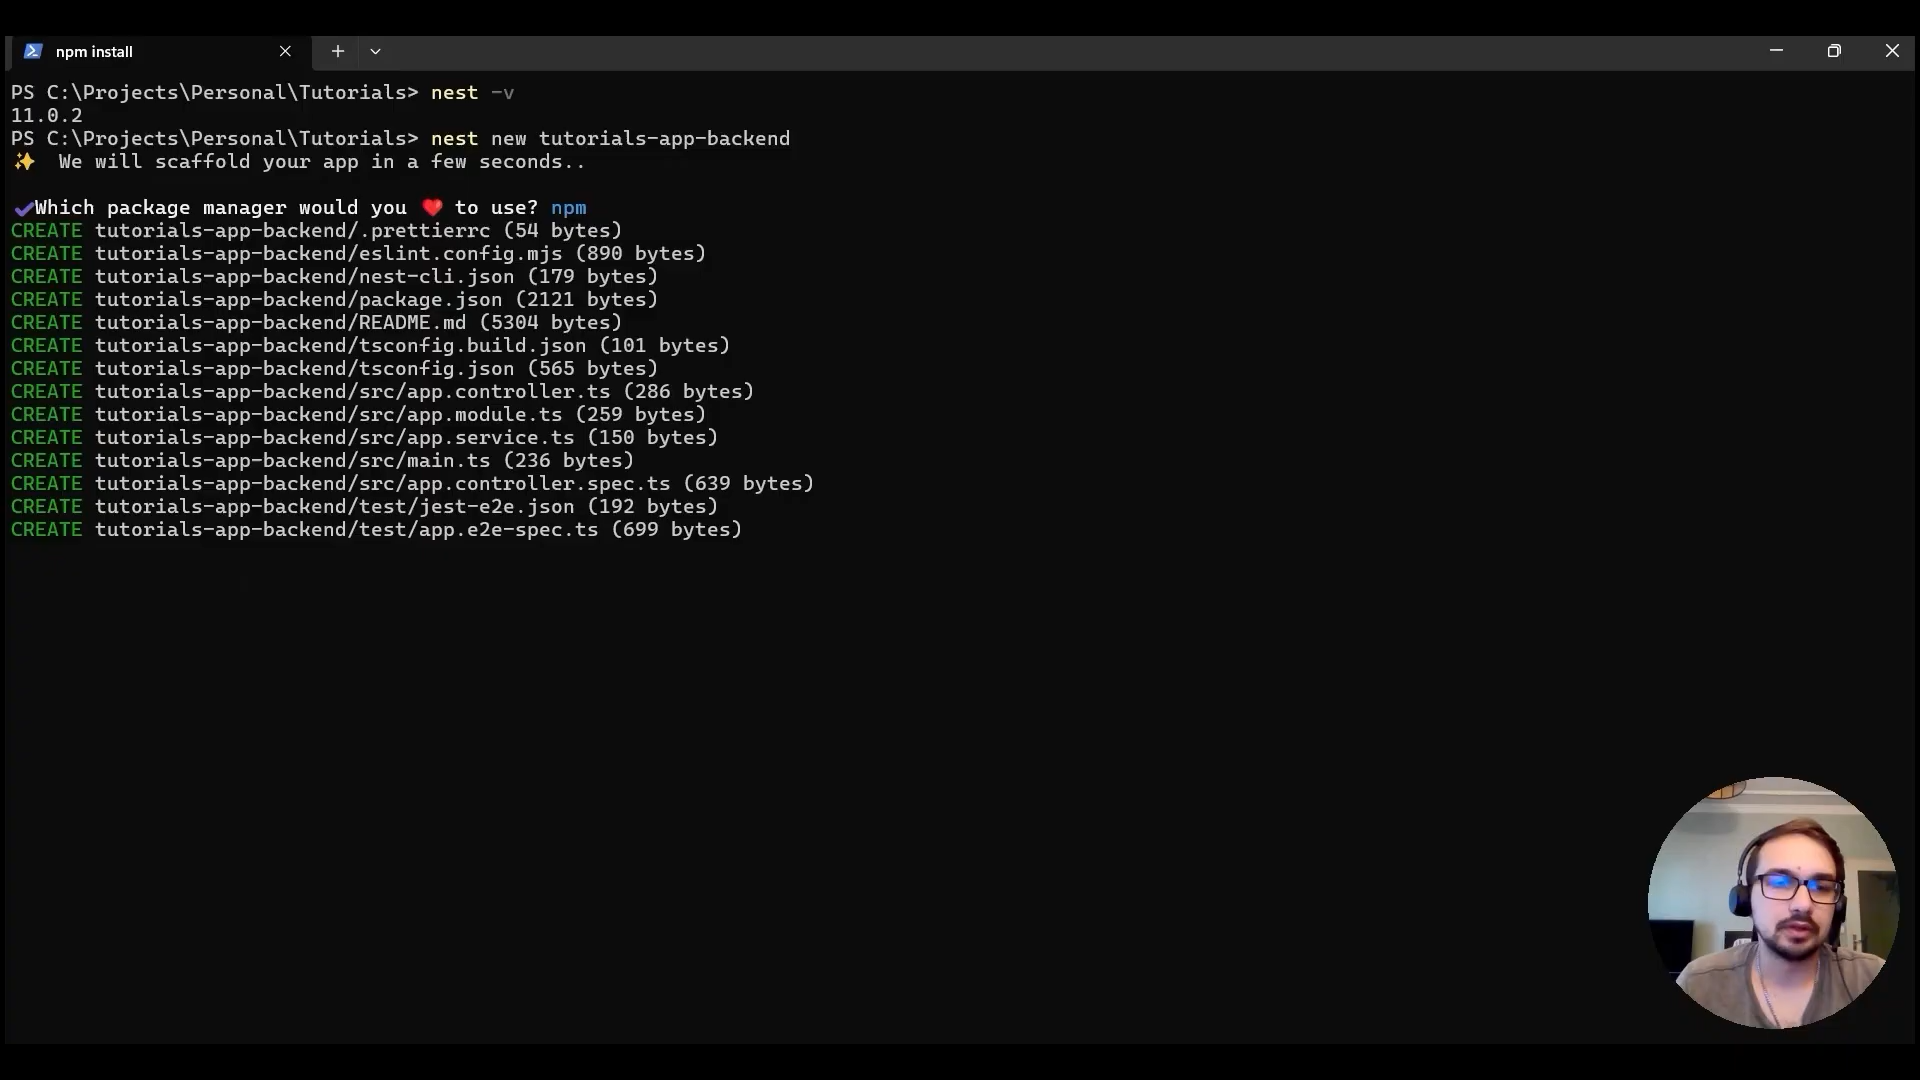 npm install
PS C:\Projects\Personal\Tutorials> nest -v
11.0.2
PS C:\Projects\Personal\Tutorials> nest new tutorials-app-backend
✨ We will scaffold your app in a few seconds..
✔Which package manager would you ❤️ to use? npm
CREATE tutorials-app-backend/.prettierrc (54 bytes)
CREATE tutorials-app-backend/eslint.config.mjs (890 bytes)
CREATE tutorials-app-backend/nest-cli.json (179 bytes)
CREATE tutorials-app-backend/package.json (2121 bytes)
CREATE tutorials-app-backend/README.md (5304 bytes)
CREATE tutorials-app-backend/tsconfig.build.json (101 bytes)
CREATE tutorials-app-backend/tsconfig.json (565 bytes)
CREATE tutorials-app-backend/src/app.controller.ts (286 bytes)
CREATE tutorials-app-backend/src/app.module.ts (259 bytes)
CREATE tutorials-app-backend/src/app.service.ts (150 bytes)
CREATE tutorials-app-backend/src/main.ts (236 bytes)
CREATE tutorials-app-backend/src/app.controller.spec.ts (639 bytes)
CREATE tutorials-app-backend/test/jest-e2e.json (192 bytes)
CREATE tutorials-app-backend/test/app.e2e-spec.ts (699 bytes)